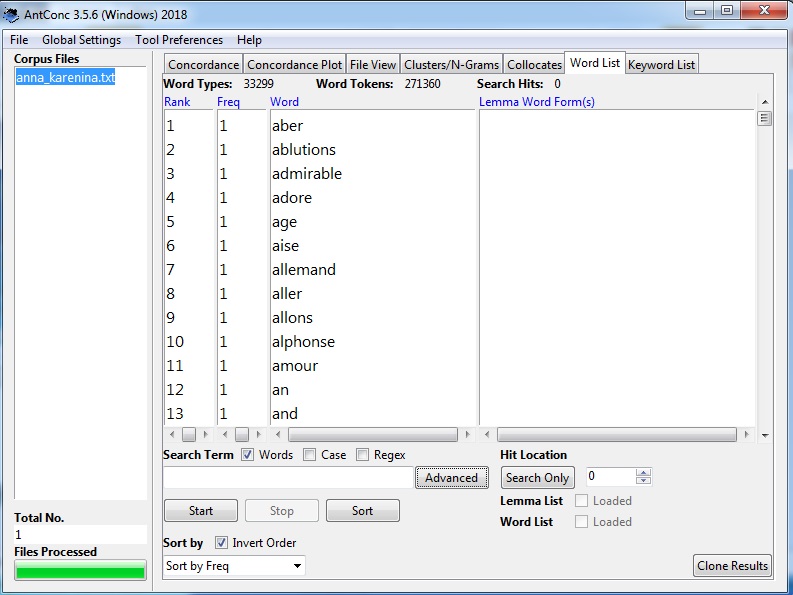 AntConc 3.5.6 (Windows) 2018
File Global Settings Tool Preferences Help
Corpus Files
anna_karenina.txt
Concordance Concordance Plot File View Clusters/N-Grams Collocates Word List Keyword List
Word Types: 33299 Word Tokens: 271360 Search Hits: 0
Rank Freq Word Lemma Word Form(s)
1 1 aber
2 1 ablutions
3 1 admirable
4 1 adore
5 1 age
6 1 aise
7 1 allemand
8 1 aller
9 1 allons
10 1 alphonse
11 1 amour
12 1 an
13 1 and
Search Term Words Case Regex Hit Location
Advanced Search Only 0
Start Stop Sort Lemma List Loaded
Word List Loaded
Sort by Invert Order
Sort by Freq
Clone Results
Total No.
1
Files Processed